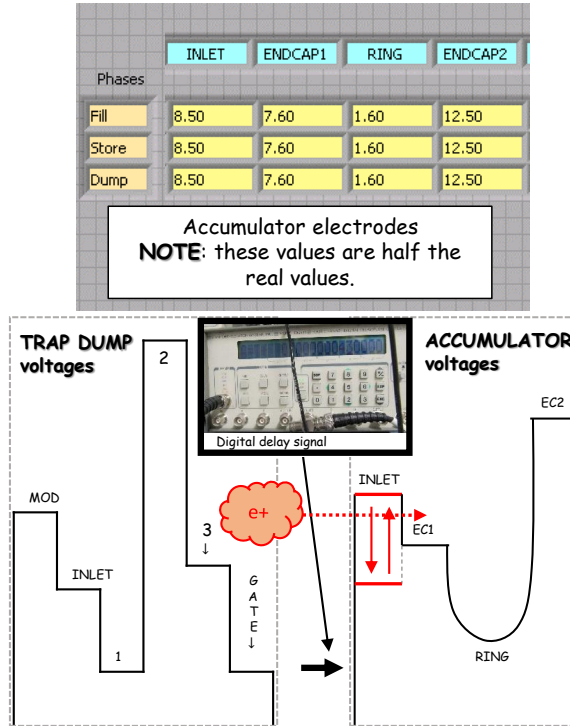 INLET ENDCAP1 RING ENDCAP2
Phases
Fill 8.50 7.60 1.60 12.50
Store 8.50 7.60 1.60 12.50
Dump 8.50 7.60 1.60 12.50
Accumulator electrodes
NOTE: these values are half the
real values.
TRAP DUMP
voltages
2
MOD
INLET
1
3
↓
G
A
T
E↓
e+
Digital delay signal
ACCUMULATOR
voltages
EC2
INLET
EC1
RING